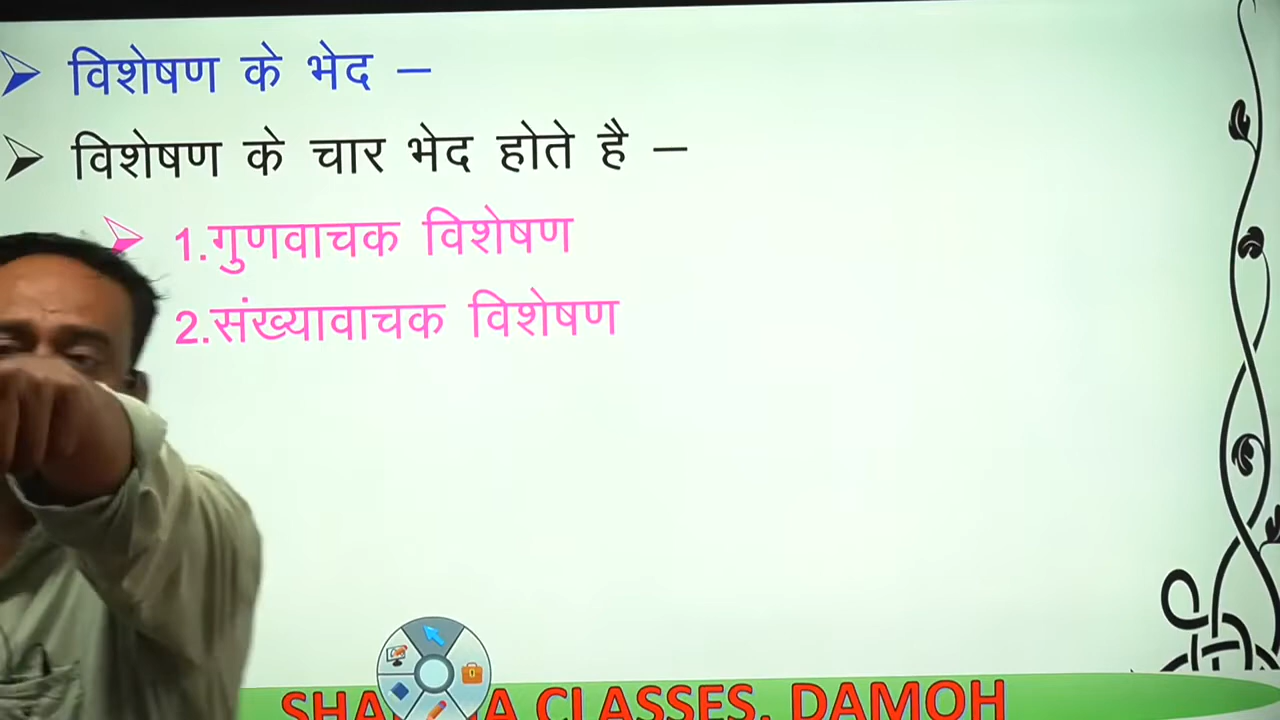 विशेषण के भेद –
विशेषण के चार भेद होते है –
1.गुणवाचक विशेषण
2.संख्यावाचक विशेषण
CLASSES, DAMOH